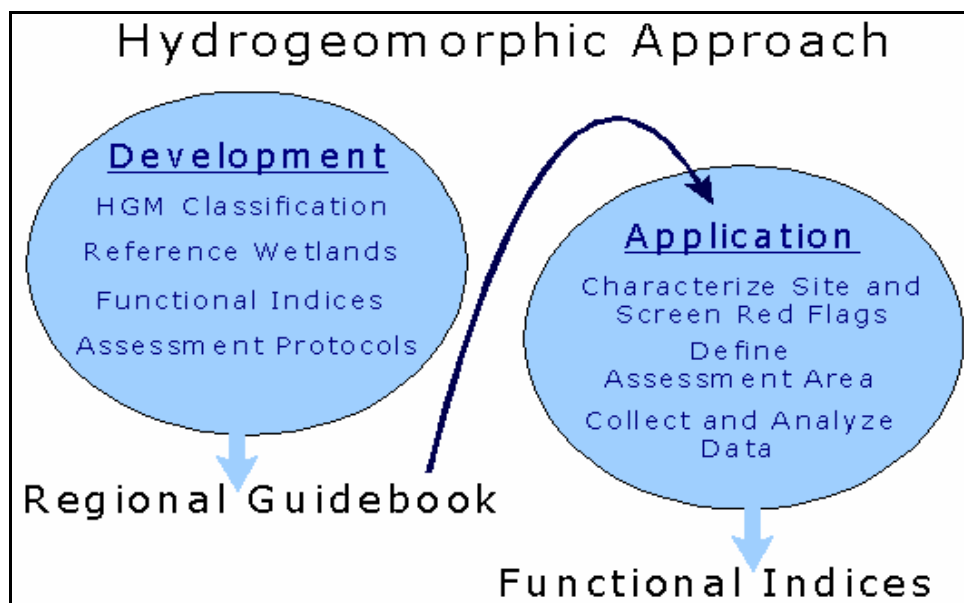 Hydrogeomorphic Approach
Development
HGM Classification
Reference Wetlands
Functional Indices
Assessment Protocols
Regional Guidebook
Application
Characterize Site and
Screen Red Flags
Define
Assessment Area
Collect and Analyze
Data
Functional Indices